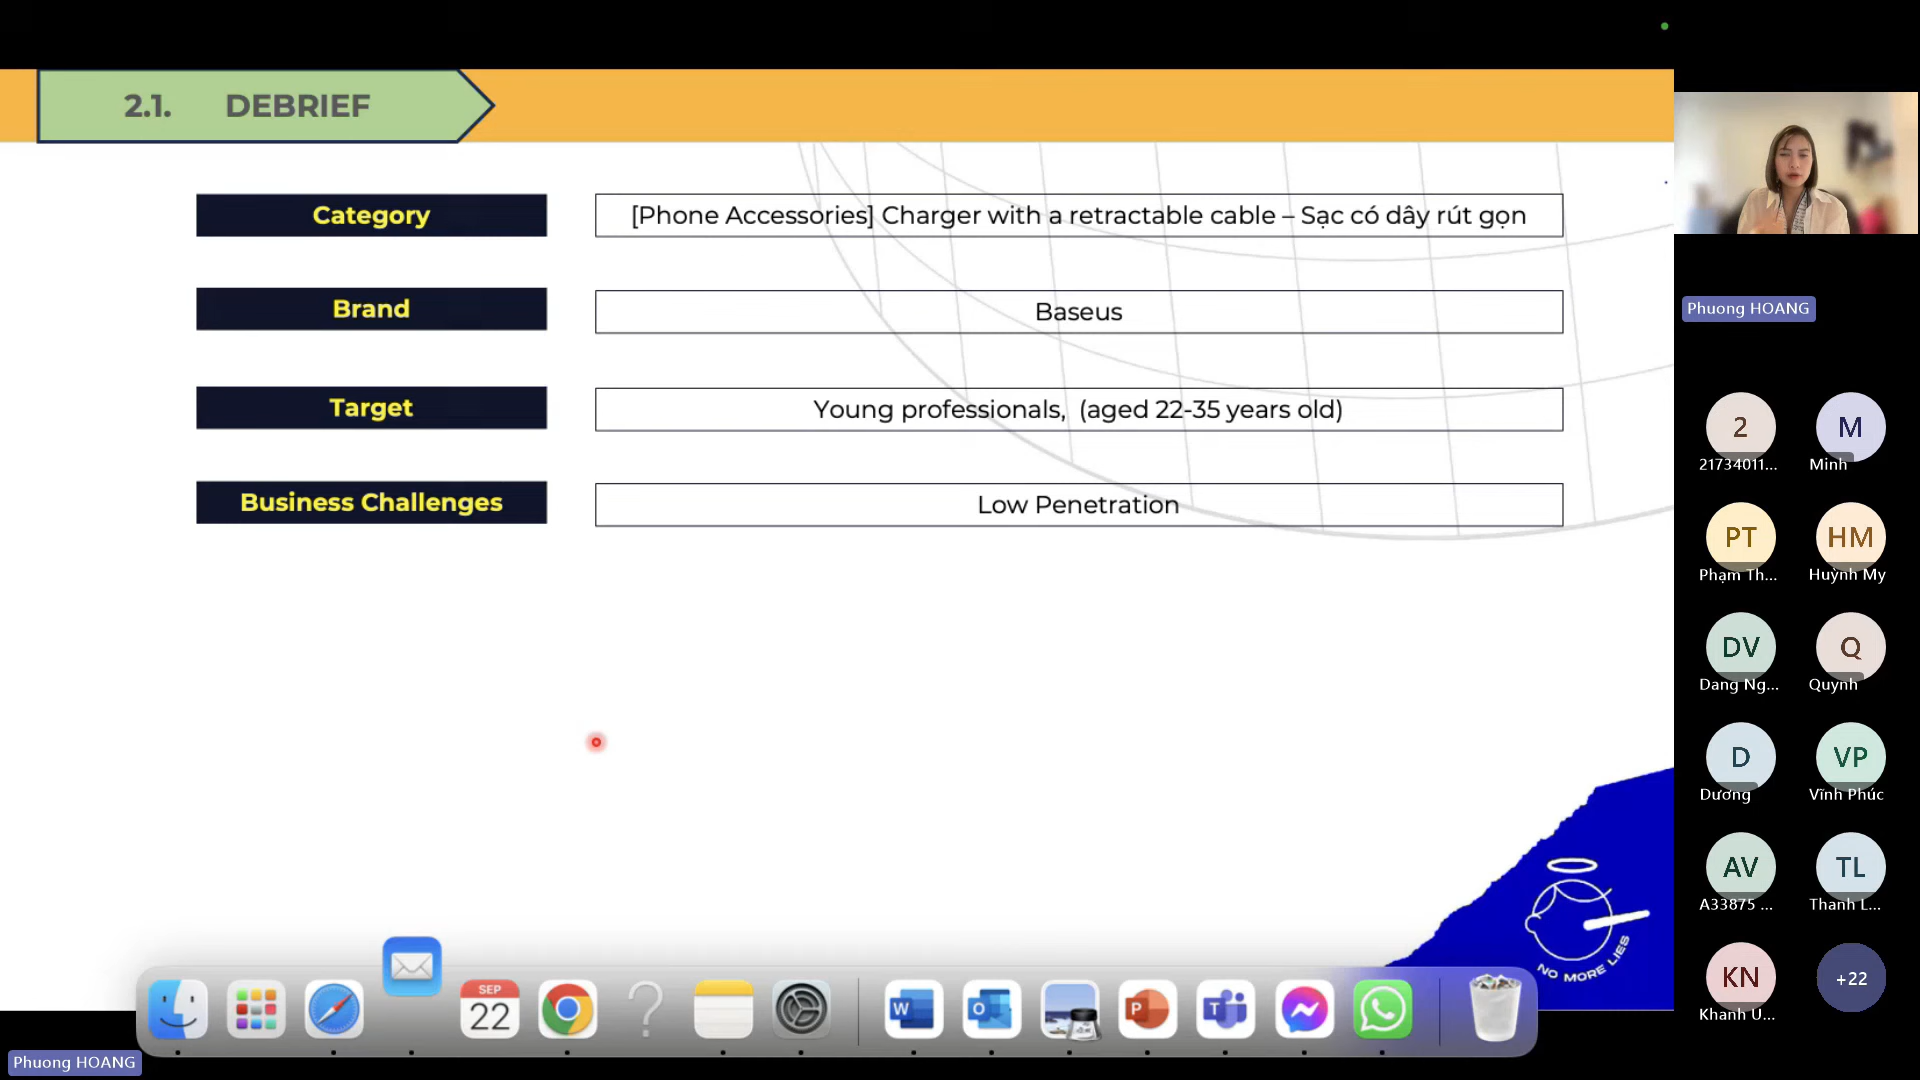 2.1. DEBRIEF
Category
[Phone Accessories] Charger with a retractable cable – Sạc có dây rút gọn
Brand
Baseus
Target
Young professionals, (aged 22-35 years old)
Business Challenges
Low Penetration
NO MORE LIES
SEP
22
W
O
P
T
Phuong HOANG
Phuong HOANG
2
21734011...
M
Minh
PT
Phạm Th...
HM
Huỳnh My
DV
Dang Ng...
Q
Quynh
D
Dương
VP
Vĩnh Phúc
AV
A33875 ...
TL
Thanh L...
KN
Khanh U...
+22